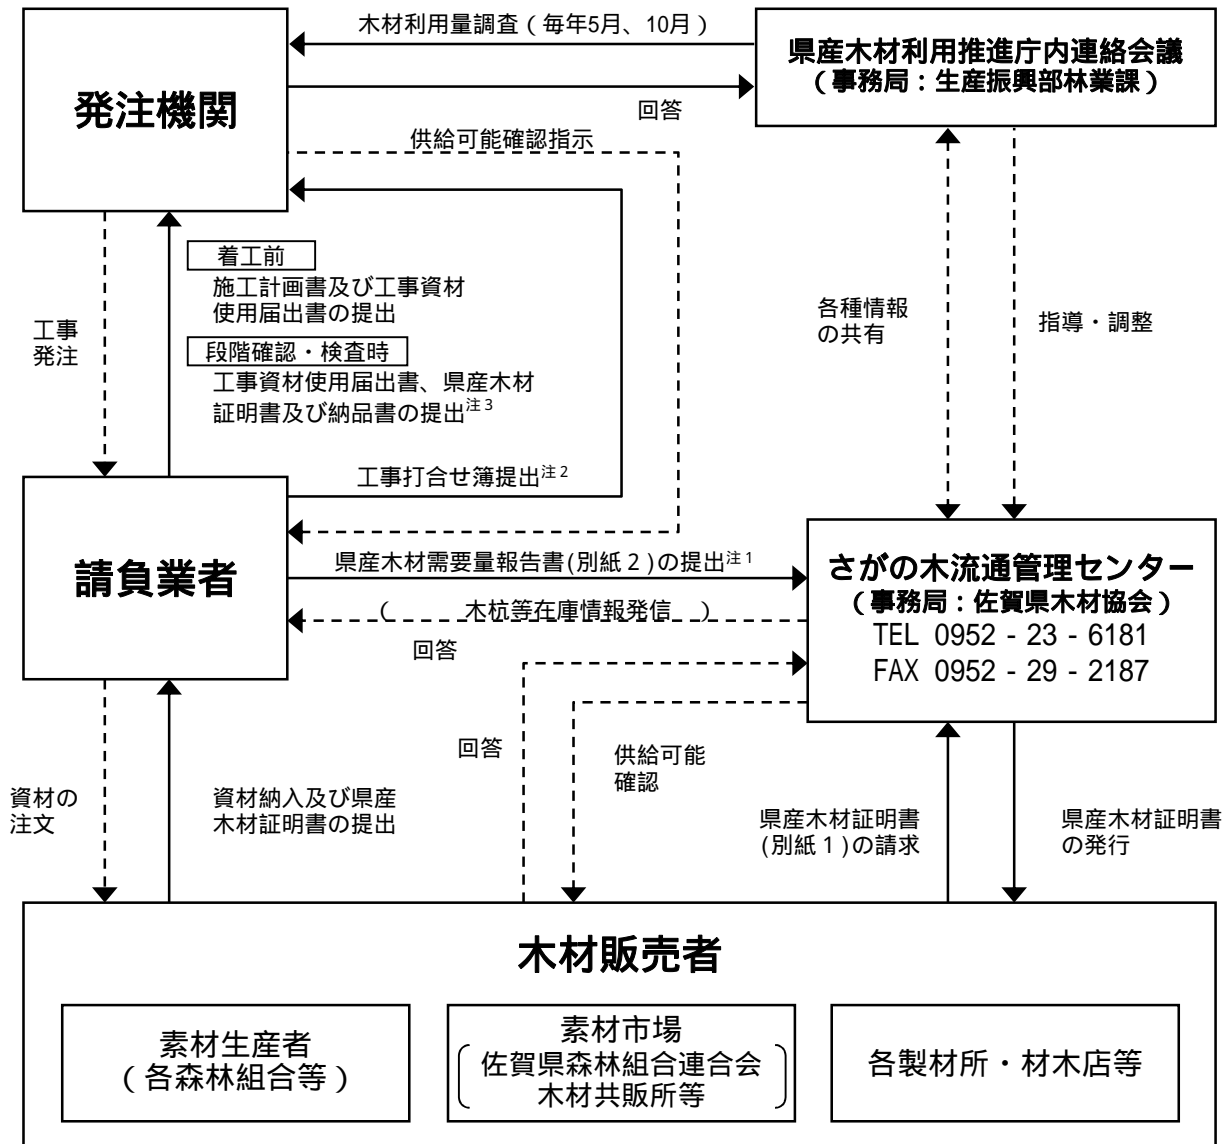 木材利用量調査（毎年5月、10月）
県産木材利用推進庁内連絡会議
（事務局：生産振興部林業課）
発注機関
回答
供給可能確認指示
着工前
施工計画書及び工事資材
使用届出書の提出
工事
発注
各種情報
の共有
指導・調整
段階確認・検査時
工事資材使用届出書、県産木材
証明書及び納品書の提出注３
工事打合せ簿提出注２
請負業者
県産木材需要量報告書(別紙２)の提出注１
さがの木流通管理センター
（事務局：佐賀県木材協会）
TEL 0952 - 23 - 6181
FAX 0952 - 29 - 2187
（　　木杭等在庫情報発信　）
回答
回答
供給可能
確認
資材の
注文
資材納入及び県産
木材証明書の提出
県産木材証明書
(別紙１)の請求
県産木材証明書
の発行
木材販売者
素材生産者
（各森林組合等）
素材市場
佐賀県森林組合連合会
木材共販所等
各製材所・材木店等